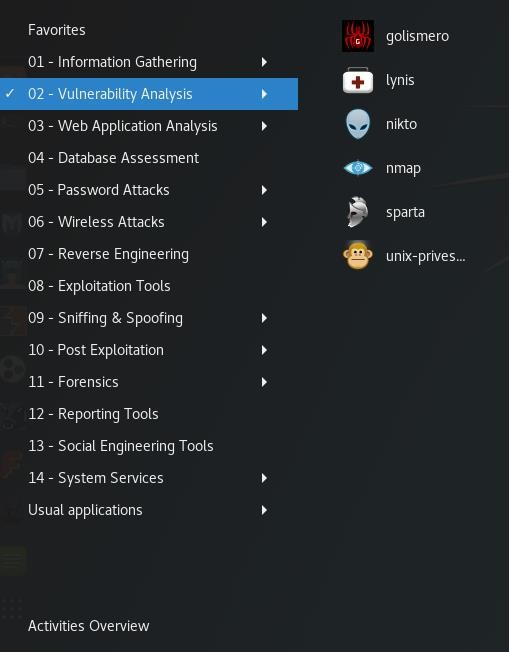 Favorites
01 - Information Gathering
02 - Vulnerability Analysis
03 - Web Application Analysis
04 - Database Assessment
05 - Password Attacks
06 - Wireless Attacks
07 - Reverse Engineering
08 - Exploitation Tools
09 - Sniffing & Spoofing
10 - Post Exploitation
11 - Forensics
12 - Reporting Tools
13 - Social Engineering Tools
14 - System Services
Usual applications
Activities Overview
golismero
lynis
nikto
nmap
sparta
unix-prives...